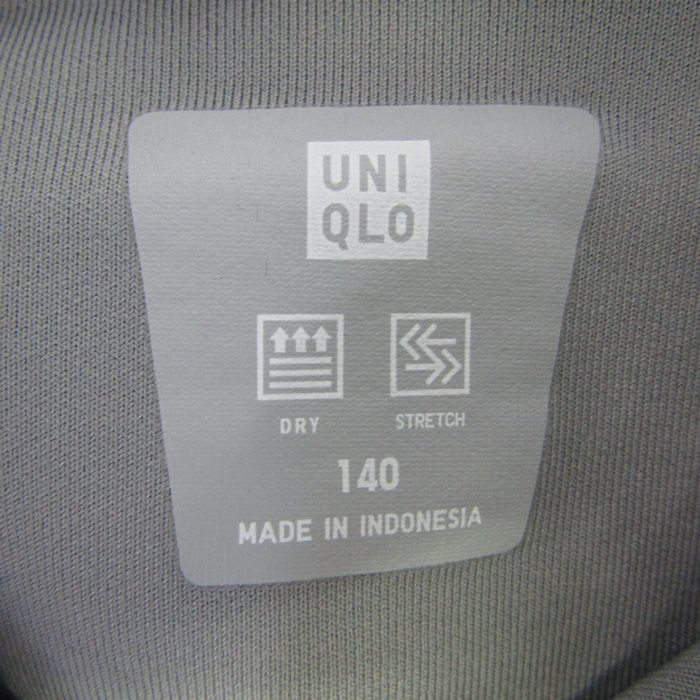 UNI
QLO
DRY STRETCH
140
MADE IN INDONESIA